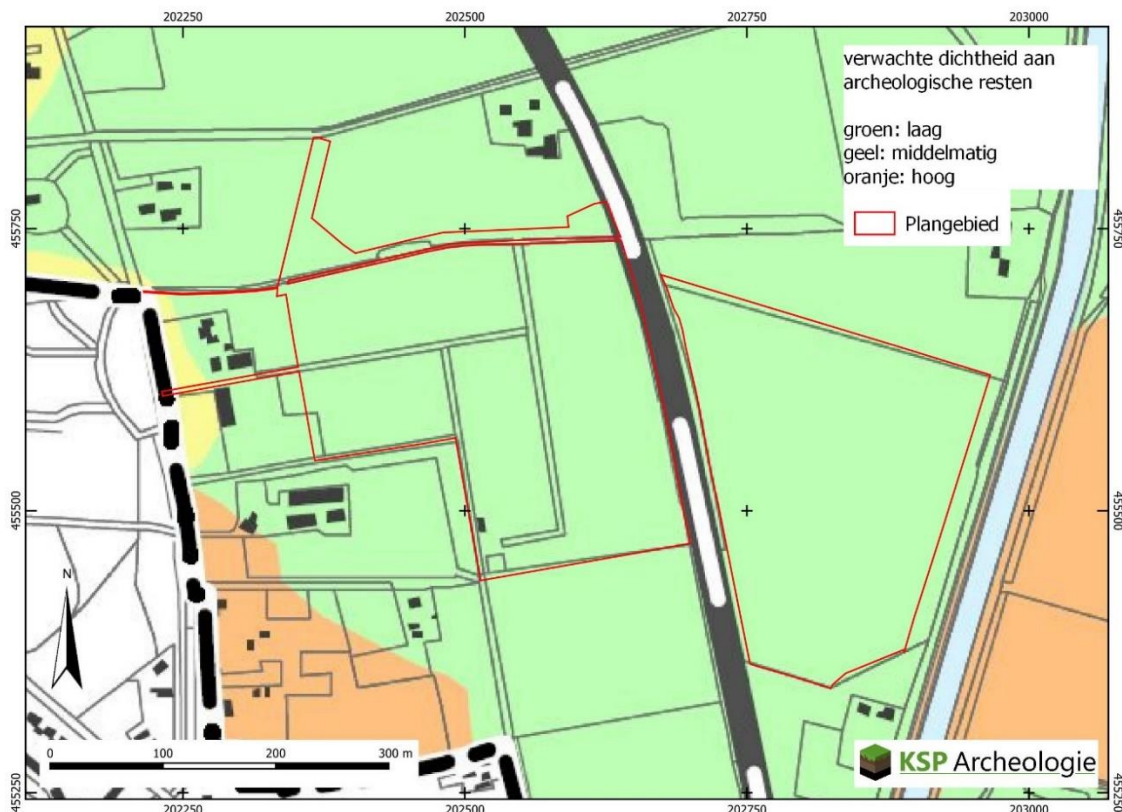 202250 202500 202750 203000
verwachte dichtheid aan
archeologische resten
groen: laag
geel: middelmatig
oranje: hoog
Plangebied
455750 455750
455500 455500
N
0 100 200 300 m
KSP Archeologie
455250 455250
202250 202500 202750 203000